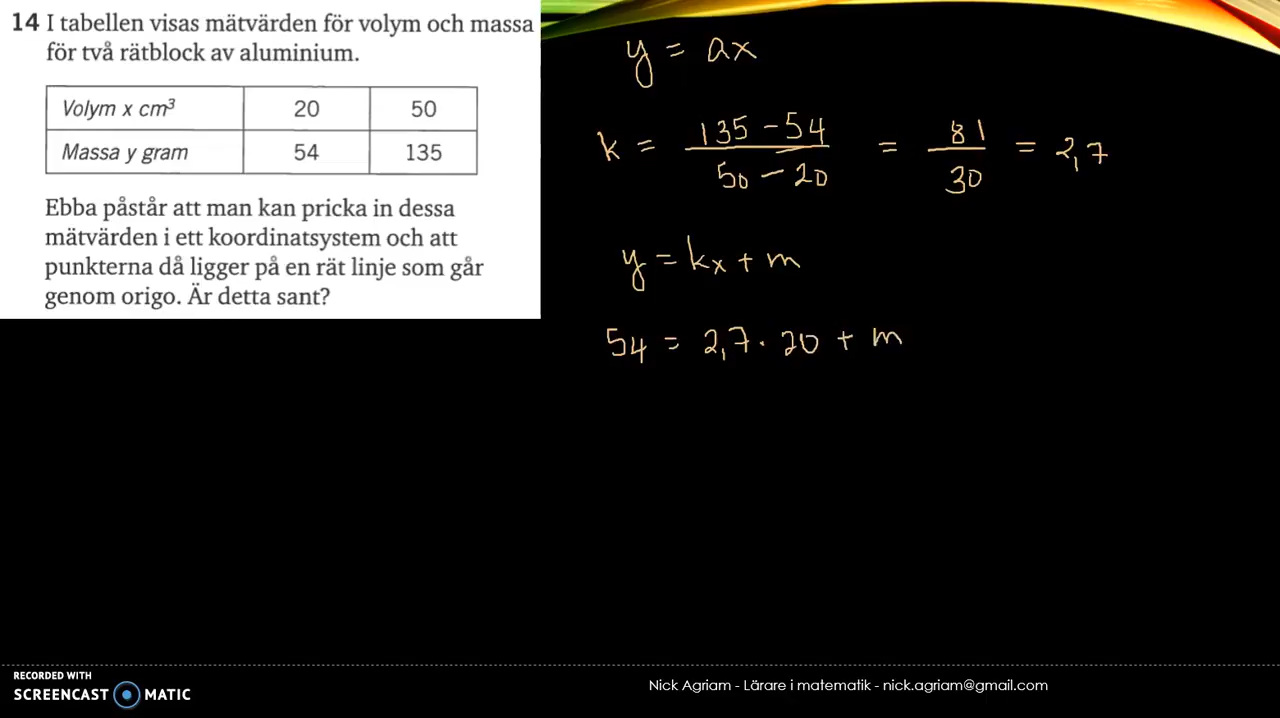 14 I tabellen visas mätvärden för volym och massa
för två rätblock av aluminium.
Volym x cm³ 20 50
Massa y gram 54 135
Ebba påstår att man kan pricka in dessa
mätvärden i ett koordinatsystem och att
punkterna då ligger på en rät linje som går
genom origo. Är detta sant?
y = ax
k = (135 - 54)/(50 - 20) = 81/30 = 2,7
y = kx + m
54 = 2,7 · 20 + m
RECORDED WITH
SCREENCAST MATIC
Nick Agriam - Lärare i matematik - nick.agriam@gmail.com